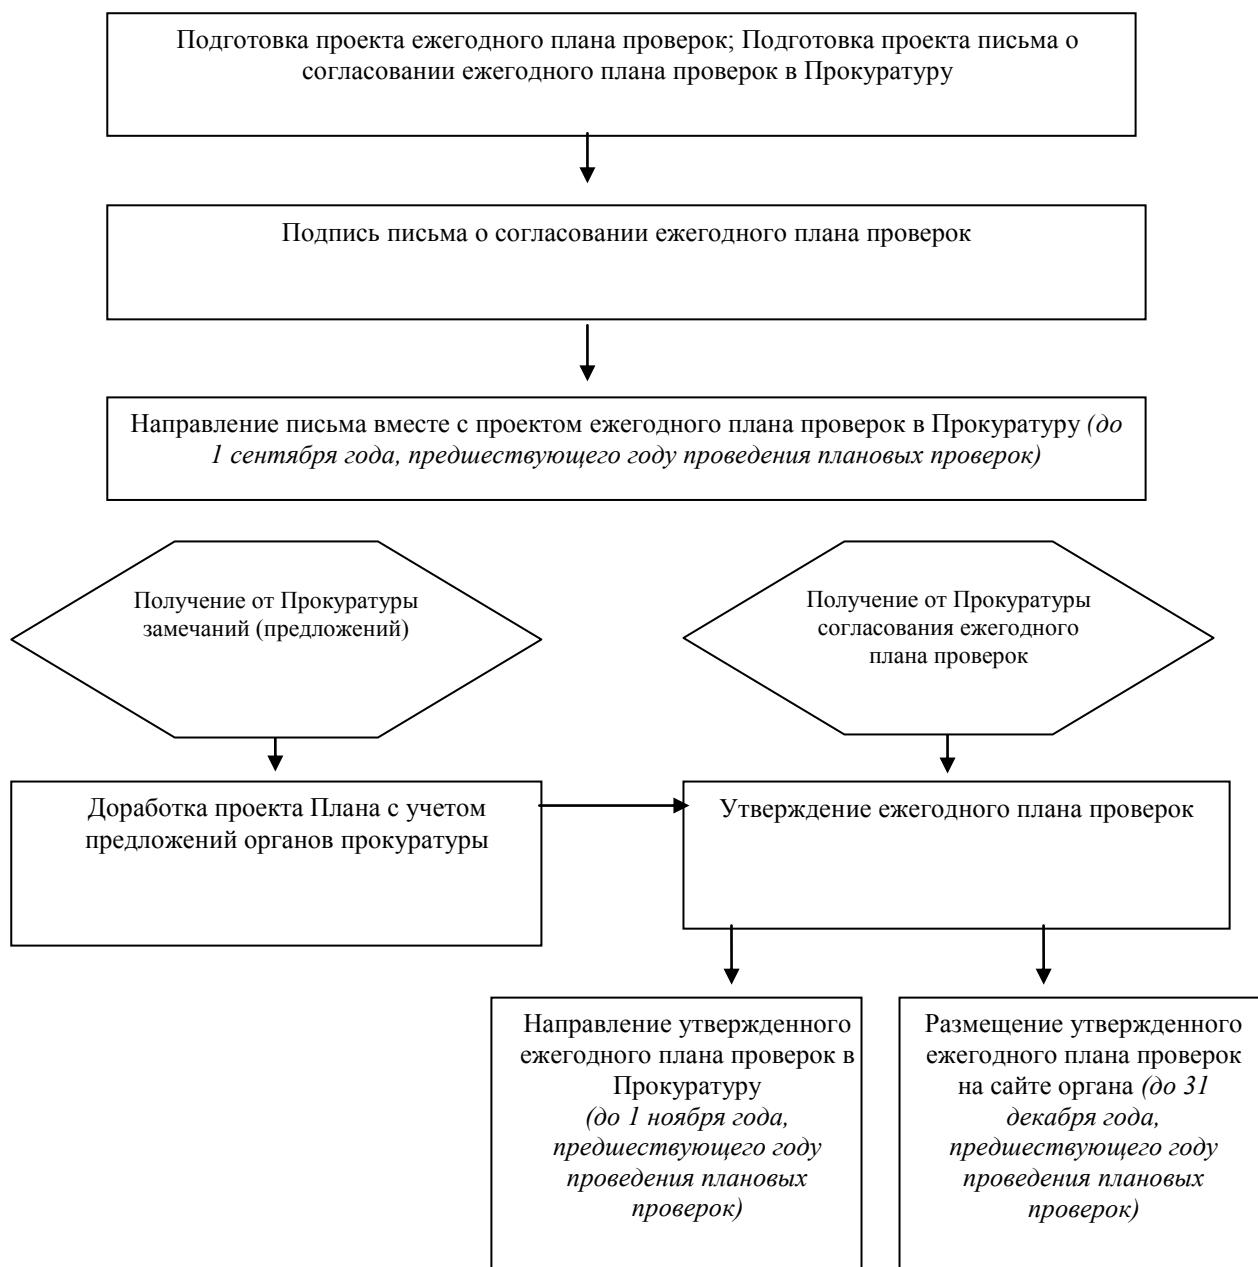 Подготовка проекта ежегодного плана проверок; Подготовка проекта письма о
согласовании ежегодного плана проверок в Прокуратуру
Подпись письма о согласовании ежегодного плана проверок
Направление письма вместе с проектом ежегодного плана проверок в Прокуратуру (до
1 сентября года, предшествующего году проведения плановых проверок)
Получение от Прокуратуры
замечаний (предложений)
Получение от Прокуратуры
согласования ежегодного
плана проверок
Доработка проекта Плана с учетом
предложений органов прокуратуры
Утверждение ежегодного плана проверок
Направление утвержденного
ежегодного плана проверок в
Прокуратуру
(до 1 ноября года,
предшествующего году
проведения плановых
проверок)
Размещение утвержденного
ежегодного плана проверок
на сайте органа (до 31
декабря года,
предшествующего году
проведения плановых
проверок)